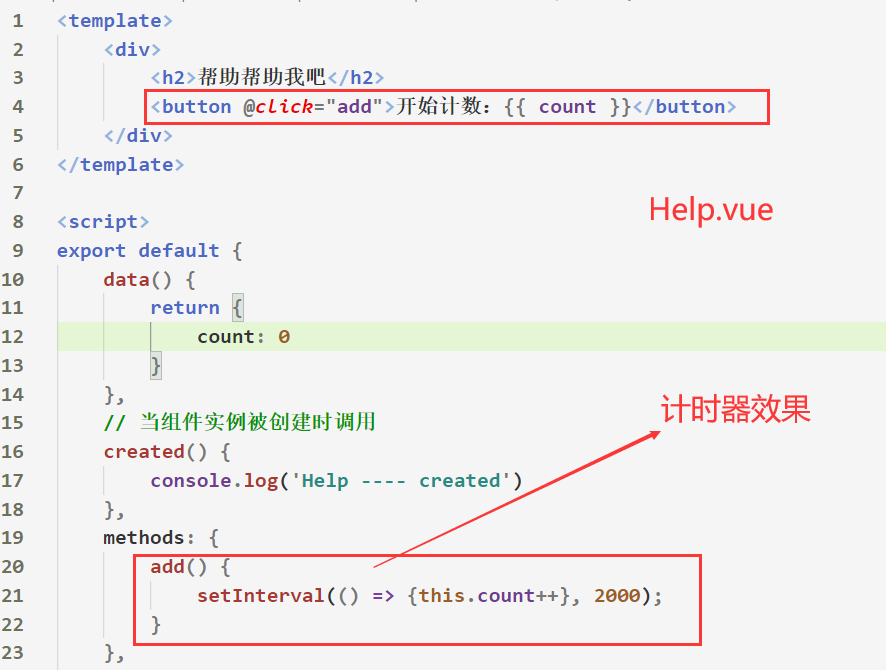 1 <template>
2 <div>
3 <h2>帮助帮助我吧</h2>
4 <button @click="add">开始计数：{{ count }}</button>
5 </div>
6 </template>
7
8 <script>
Help.vue
9 export default {
10 data() {
11 return {
12 count: 0
13 }
14 },
计时器效果
15 // 当组件实例被创建时调用
16 created() {
17 console.log('Help ---- created')
18 },
19 methods: {
20 add() {
21 setInterval(() => {this.count++}, 2000);
22 }
23 },